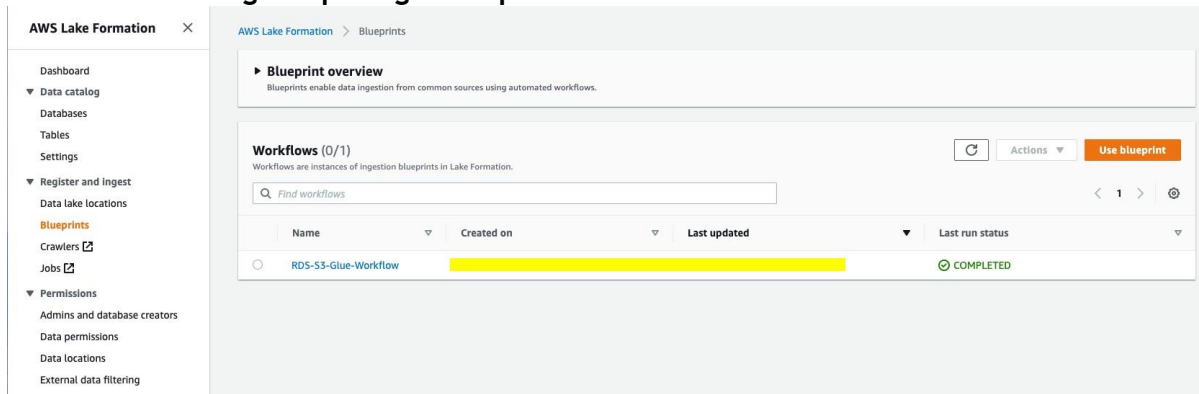 AWS Lake Formation
Dashboard
Data catalog
Databases
Tables
Settings
Register and ingest
Data lake locations
Blueprints
Crawlers
Jobs
Permissions
Admins and database creators
Data permissions
Data locations
External data filtering
AWS Lake Formation > Blueprints
Blueprint overview
Blueprints enable data ingestion from common sources using automated workflows.
Workflows (0/1)
Workflows are instances of ingestion blueprints in Lake Formation.
Actions
Use blueprint
Find workflows
< 1 >
Name Created on Last updated Last run status
RDS-S3-Glue-Workflow COMPLETED